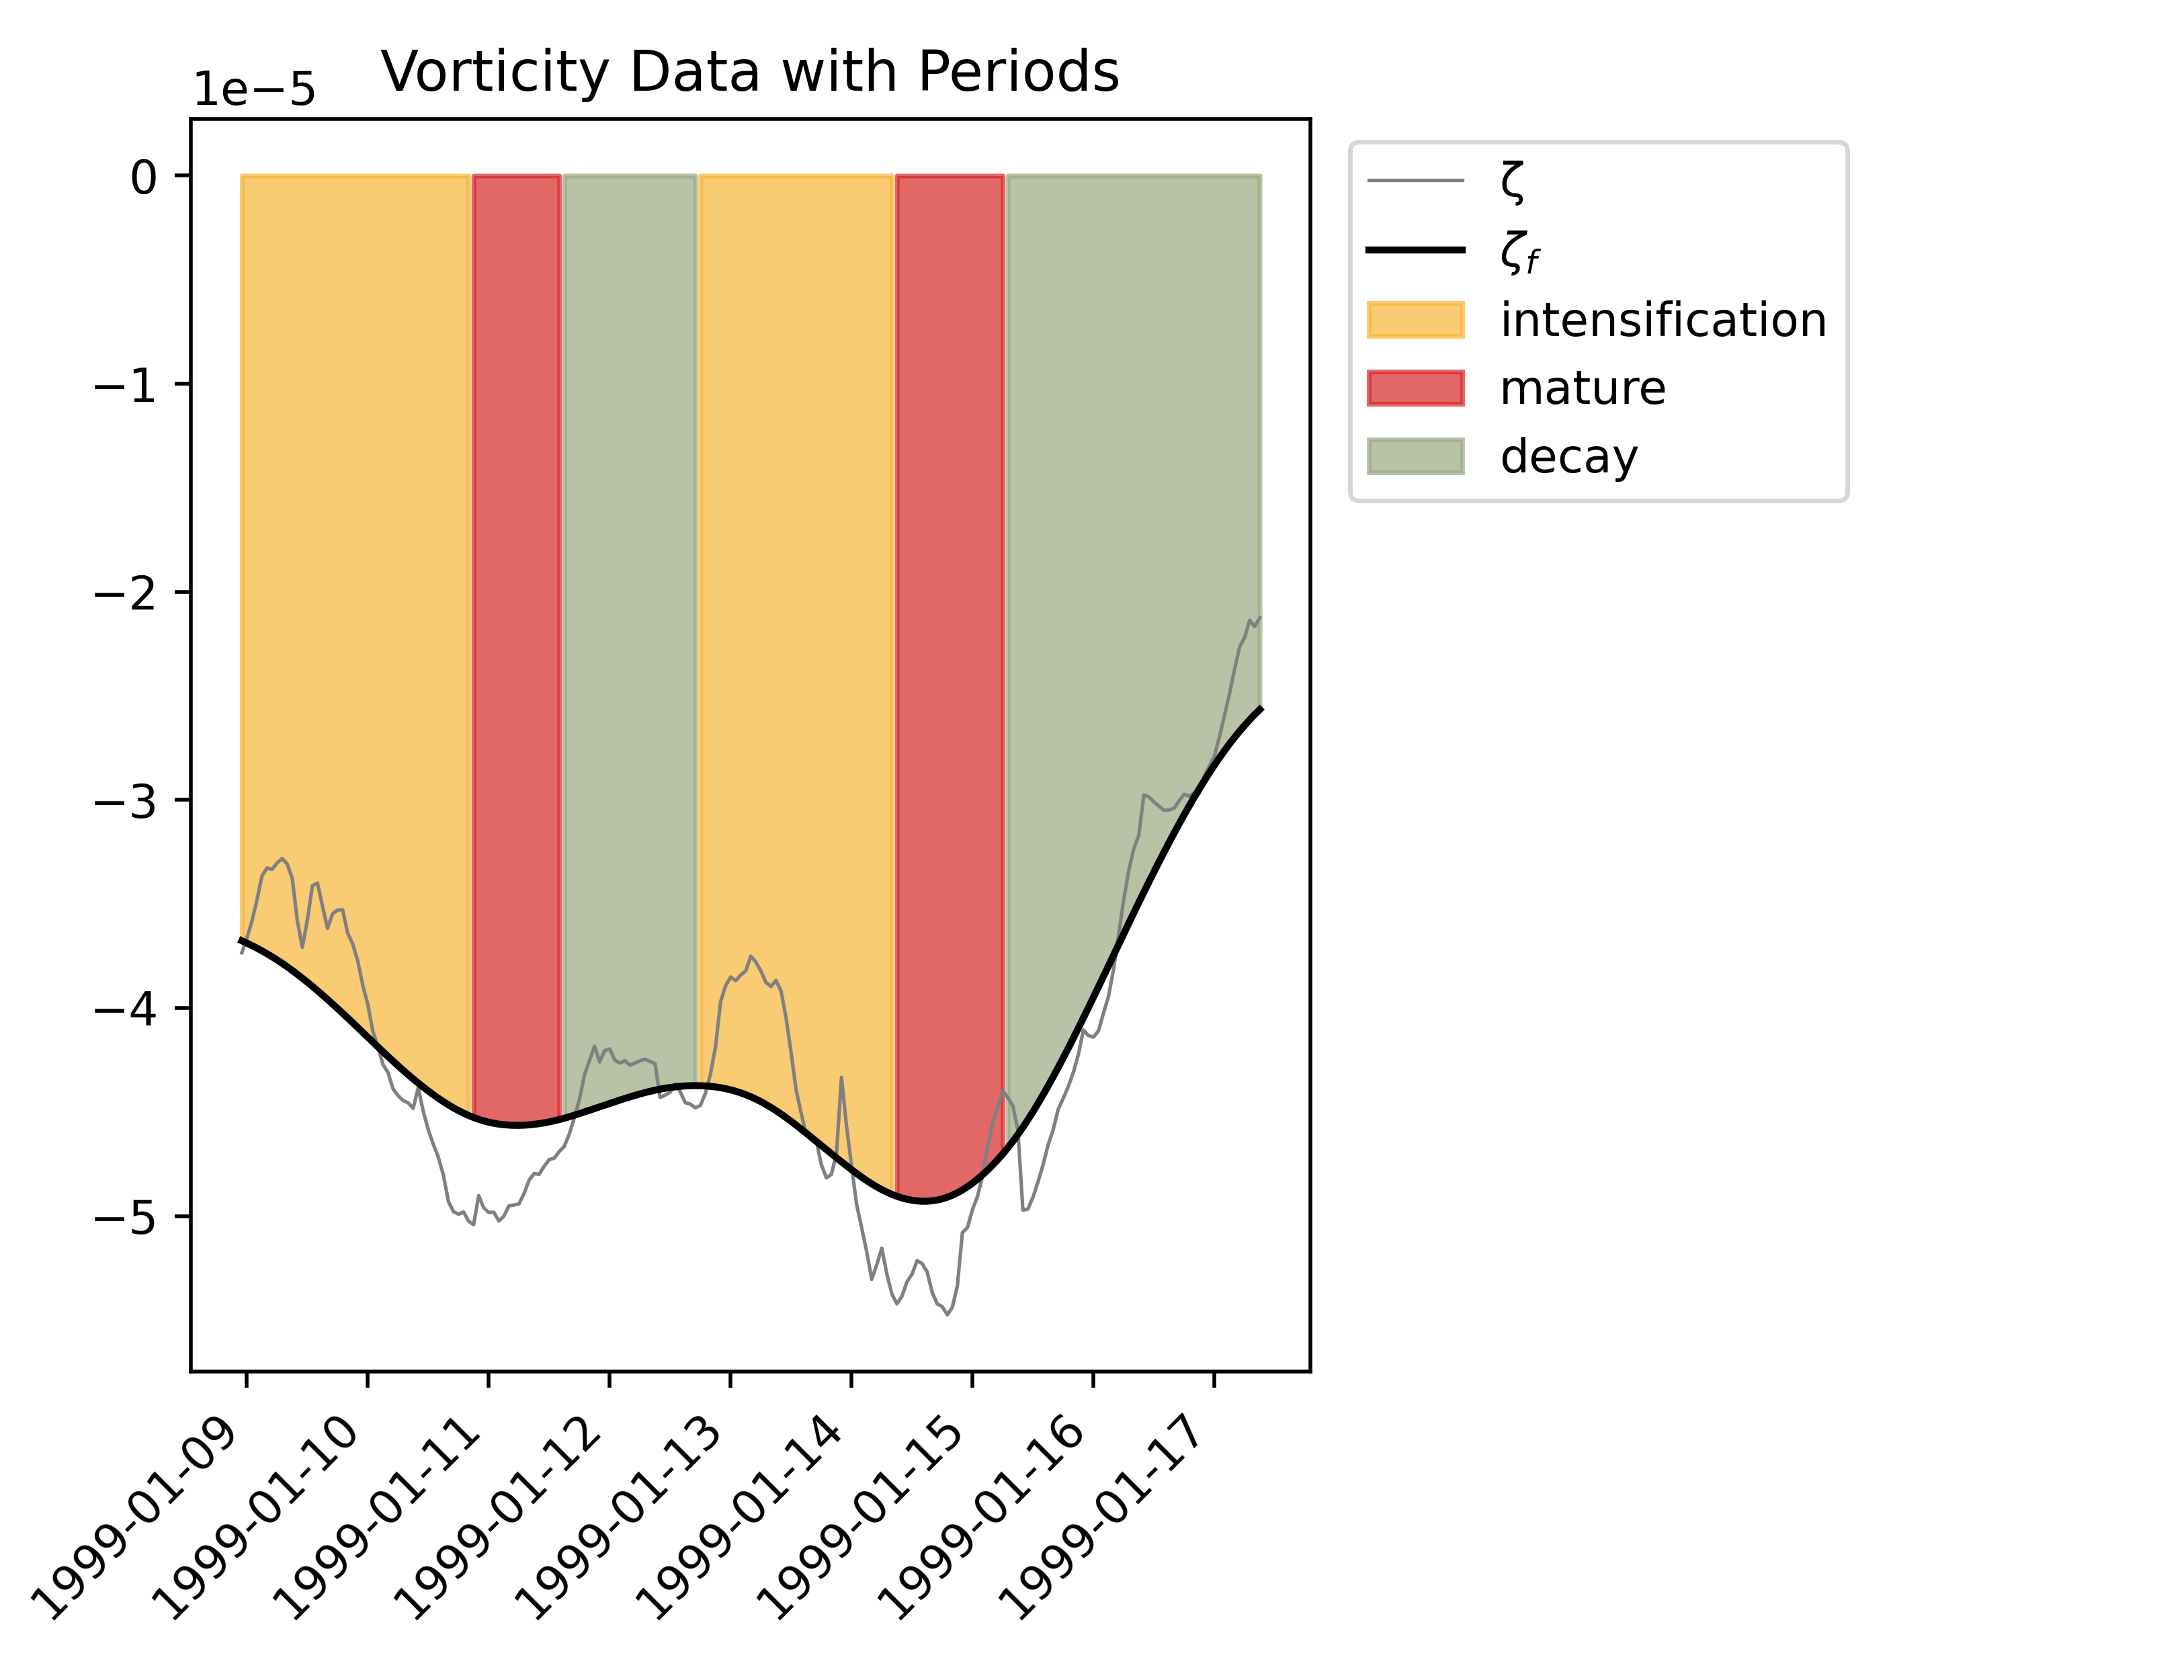 Vorticity Data with Periods
1e−5
0
−1
−2
−3
−4
−5
1999-01-09
1999-01-10
1999-01-11
1999-01-12
1999-01-13
1999-01-14
1999-01-15
1999-01-16
1999-01-17
ζ
ζf
intensification
mature
decay